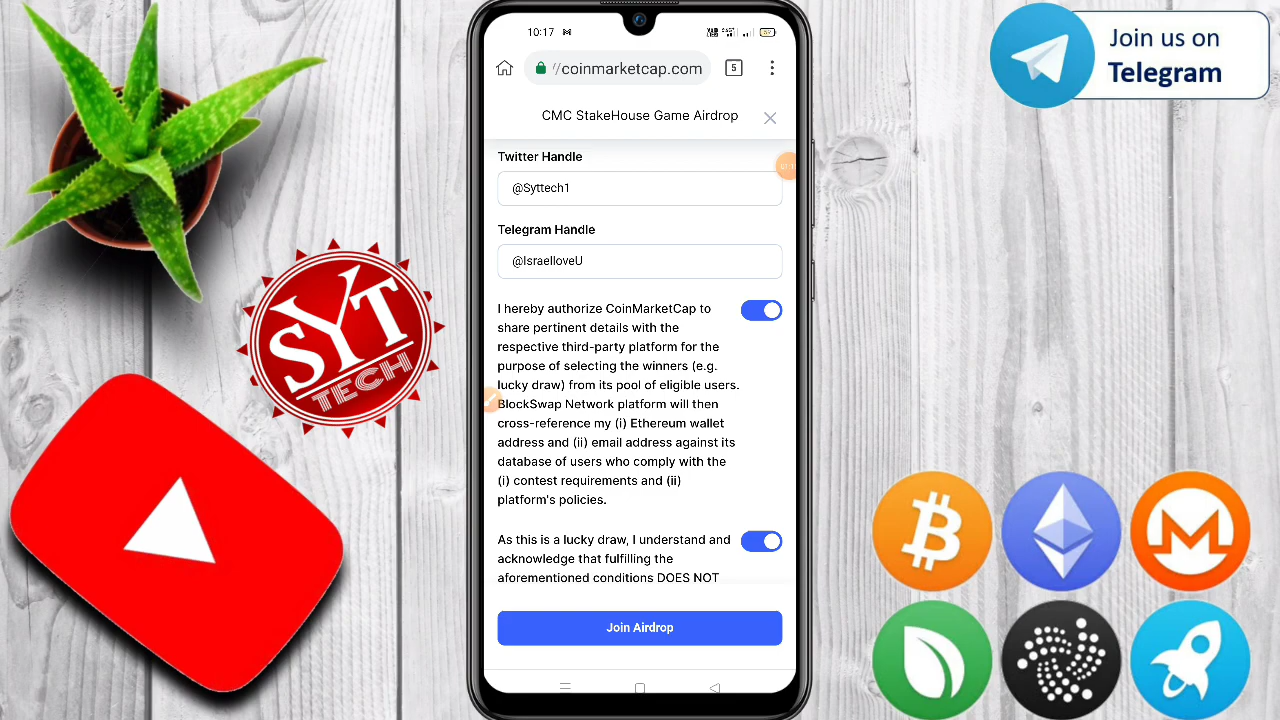 10:17
5
//coinmarketcap.com
CMC StakeHouse Game Airdrop
Twitter Handle
@Syttech1
Telegram Handle
@IsraelloveU
I hereby authorize CoinMarketCap to
share pertinent details with the
respective third-party platform for the
purpose of selecting the winners (e.g.
lucky draw) from its pool of eligible users.
BlockSwap Network platform will then
cross-reference my (i) Ethereum wallet
address and (ii) email address against its
database of users who comply with the
(i) contest requirements and (ii)
platform's policies.
As this is a lucky draw, I understand and
acknowledge that fulfilling the
aforementioned conditions DOES NOT
Join Airdrop
SYT
TECH
Join us on
Telegram